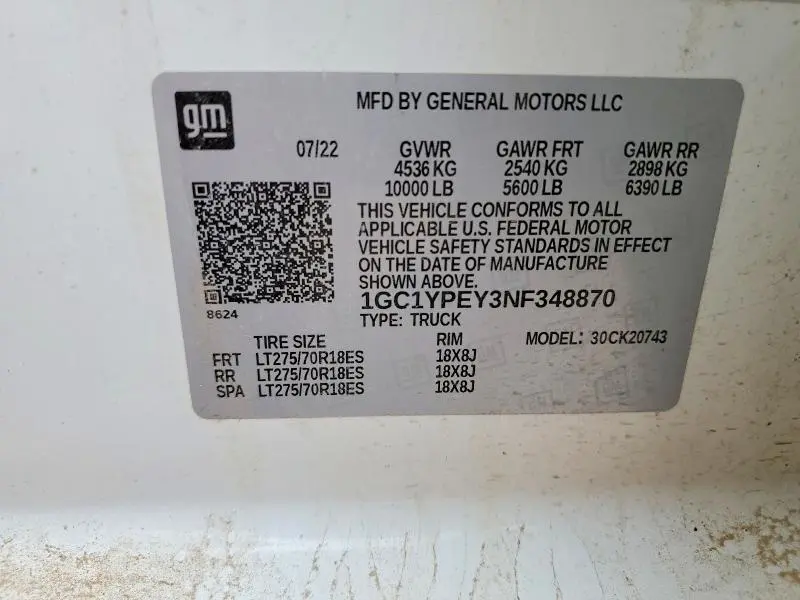 gm
MFD BY GENERAL MOTORS LLC
07/22 GVWR GAWR FRT GAWR RR
4536 KG 2540 KG 2898 KG
10000 LB 5600 LB 6390 LB
THIS VEHICLE CONFORMS TO ALL
APPLICABLE U.S. FEDERAL MOTOR
VEHICLE SAFETY STANDARDS IN EFFECT
ON THE DATE OF MANUFACTURE
SHOWN ABOVE.
1GC1YPEY3NF348870
8624
TYPE: TRUCK
TIRE SIZE RIM MODEL: 30CK20743
FRT LT275/70R18ES 18X8J
RR LT275/70R18ES 18X8J
SPA LT275/70R18ES 18X8J